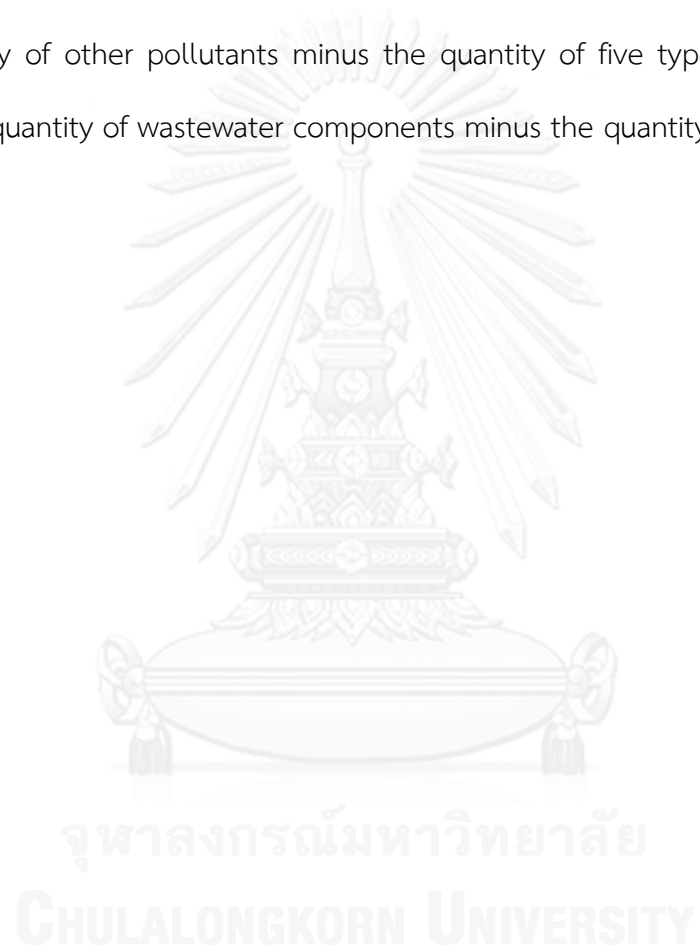 y of other pollutants minus the quantity of five typ
quantity of wastewater components minus the quantity
จุฬาลงกรณ์มหาวิทยาลัย
CHULALONGKORN UNIVERSITY